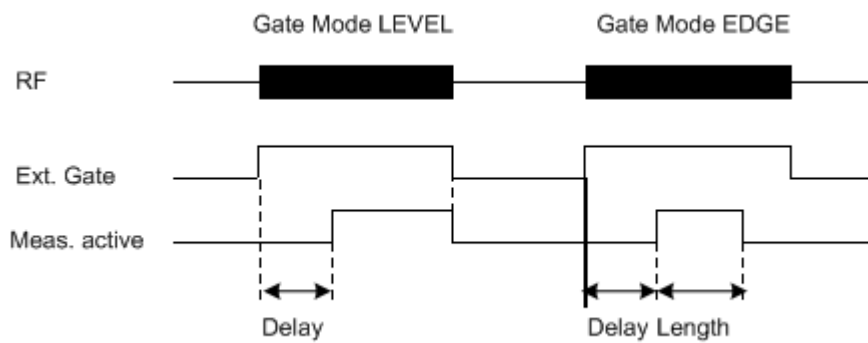 Gate Mode LEVEL Gate Mode EDGE
RF
Ext. Gate
Meas. active
Delay Delay Length